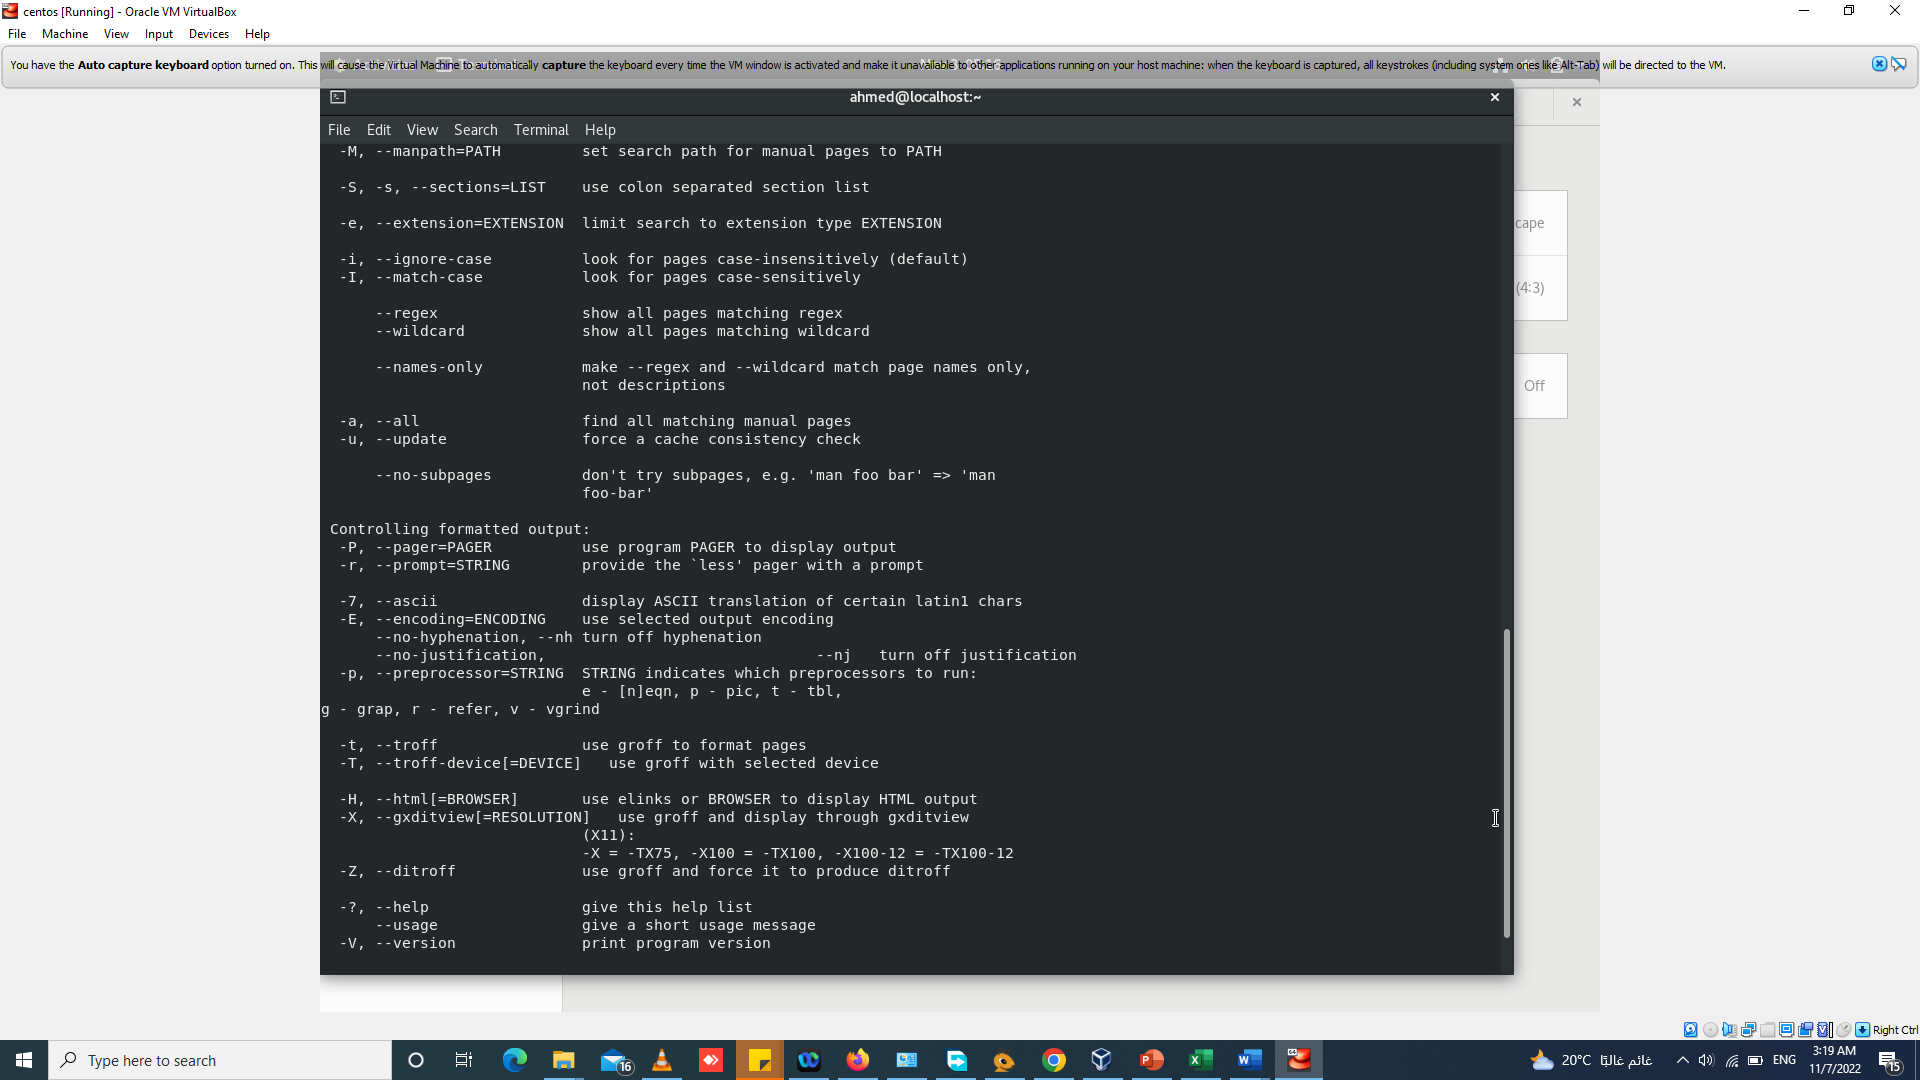 centos [Running] - Oracle VM VirtualBox
File Machine View Input Devices Help
You have the Auto capture keyboard option turned on. This will cause the Virtual Machine to automatically capture the keyboard every time the VM window is activated and make it unavailable to other applications running on your host machine: when the keyboard is captured, all keystrokes (including system ones like Alt-Tab) will be directed to the VM.
ahmed@localhost:~
File Edit View Search Terminal Help
-M, --manpath=PATH         set search path for manual pages to PATH
-S, -s, --sections=LIST    use colon separated section list
-e, --extension=EXTENSION  limit search to extension type EXTENSION
cape
-i, --ignore-case          look for pages case-insensitively (default)
-I, --match-case           look for pages case-sensitively
(4:3)
--regex                show all pages matching regex
--wildcard             show all pages matching wildcard
--names-only           make --regex and --wildcard match page names only,
not descriptions
Off
-a, --all                  find all matching manual pages
-u, --update               force a cache consistency check
--no-subpages          don't try subpages, e.g. 'man foo bar' => 'man
foo-bar'
Controlling formatted output:
-P, --pager=PAGER          use program PAGER to display output
-r, --prompt=STRING        provide the `less' pager with a prompt
-7, --ascii                display ASCII translation of certain latin1 chars
-E, --encoding=ENCODING    use selected output encoding
--no-hyphenation, --nh turn off hyphenation
--no-justification,                              --nj   turn off justification
-p, --preprocessor=STRING  STRING indicates which preprocessors to run:
e - [n]eqn, p - pic, t - tbl,
g - grap, r - refer, v - vgrind
-t, --troff                use groff to format pages
-T, --troff-device[=DEVICE]   use groff with selected device
-H, --html[=BROWSER]       use elinks or BROWSER to display HTML output
-X, --gxditview[=RESOLUTION]   use groff and display through gxditview
(X11):
-X = -TX75, -X100 = -TX100, -X100-12 = -TX100-12
-Z, --ditroff              use groff and force it to produce ditroff
-?, --help                 give this help list
--usage                give a short usage message
-V, --version              print program version
Right Ctrl
Type here to search
16
20°C غائم غالبًا
ENG
3:19 AM
11/7/2022
15